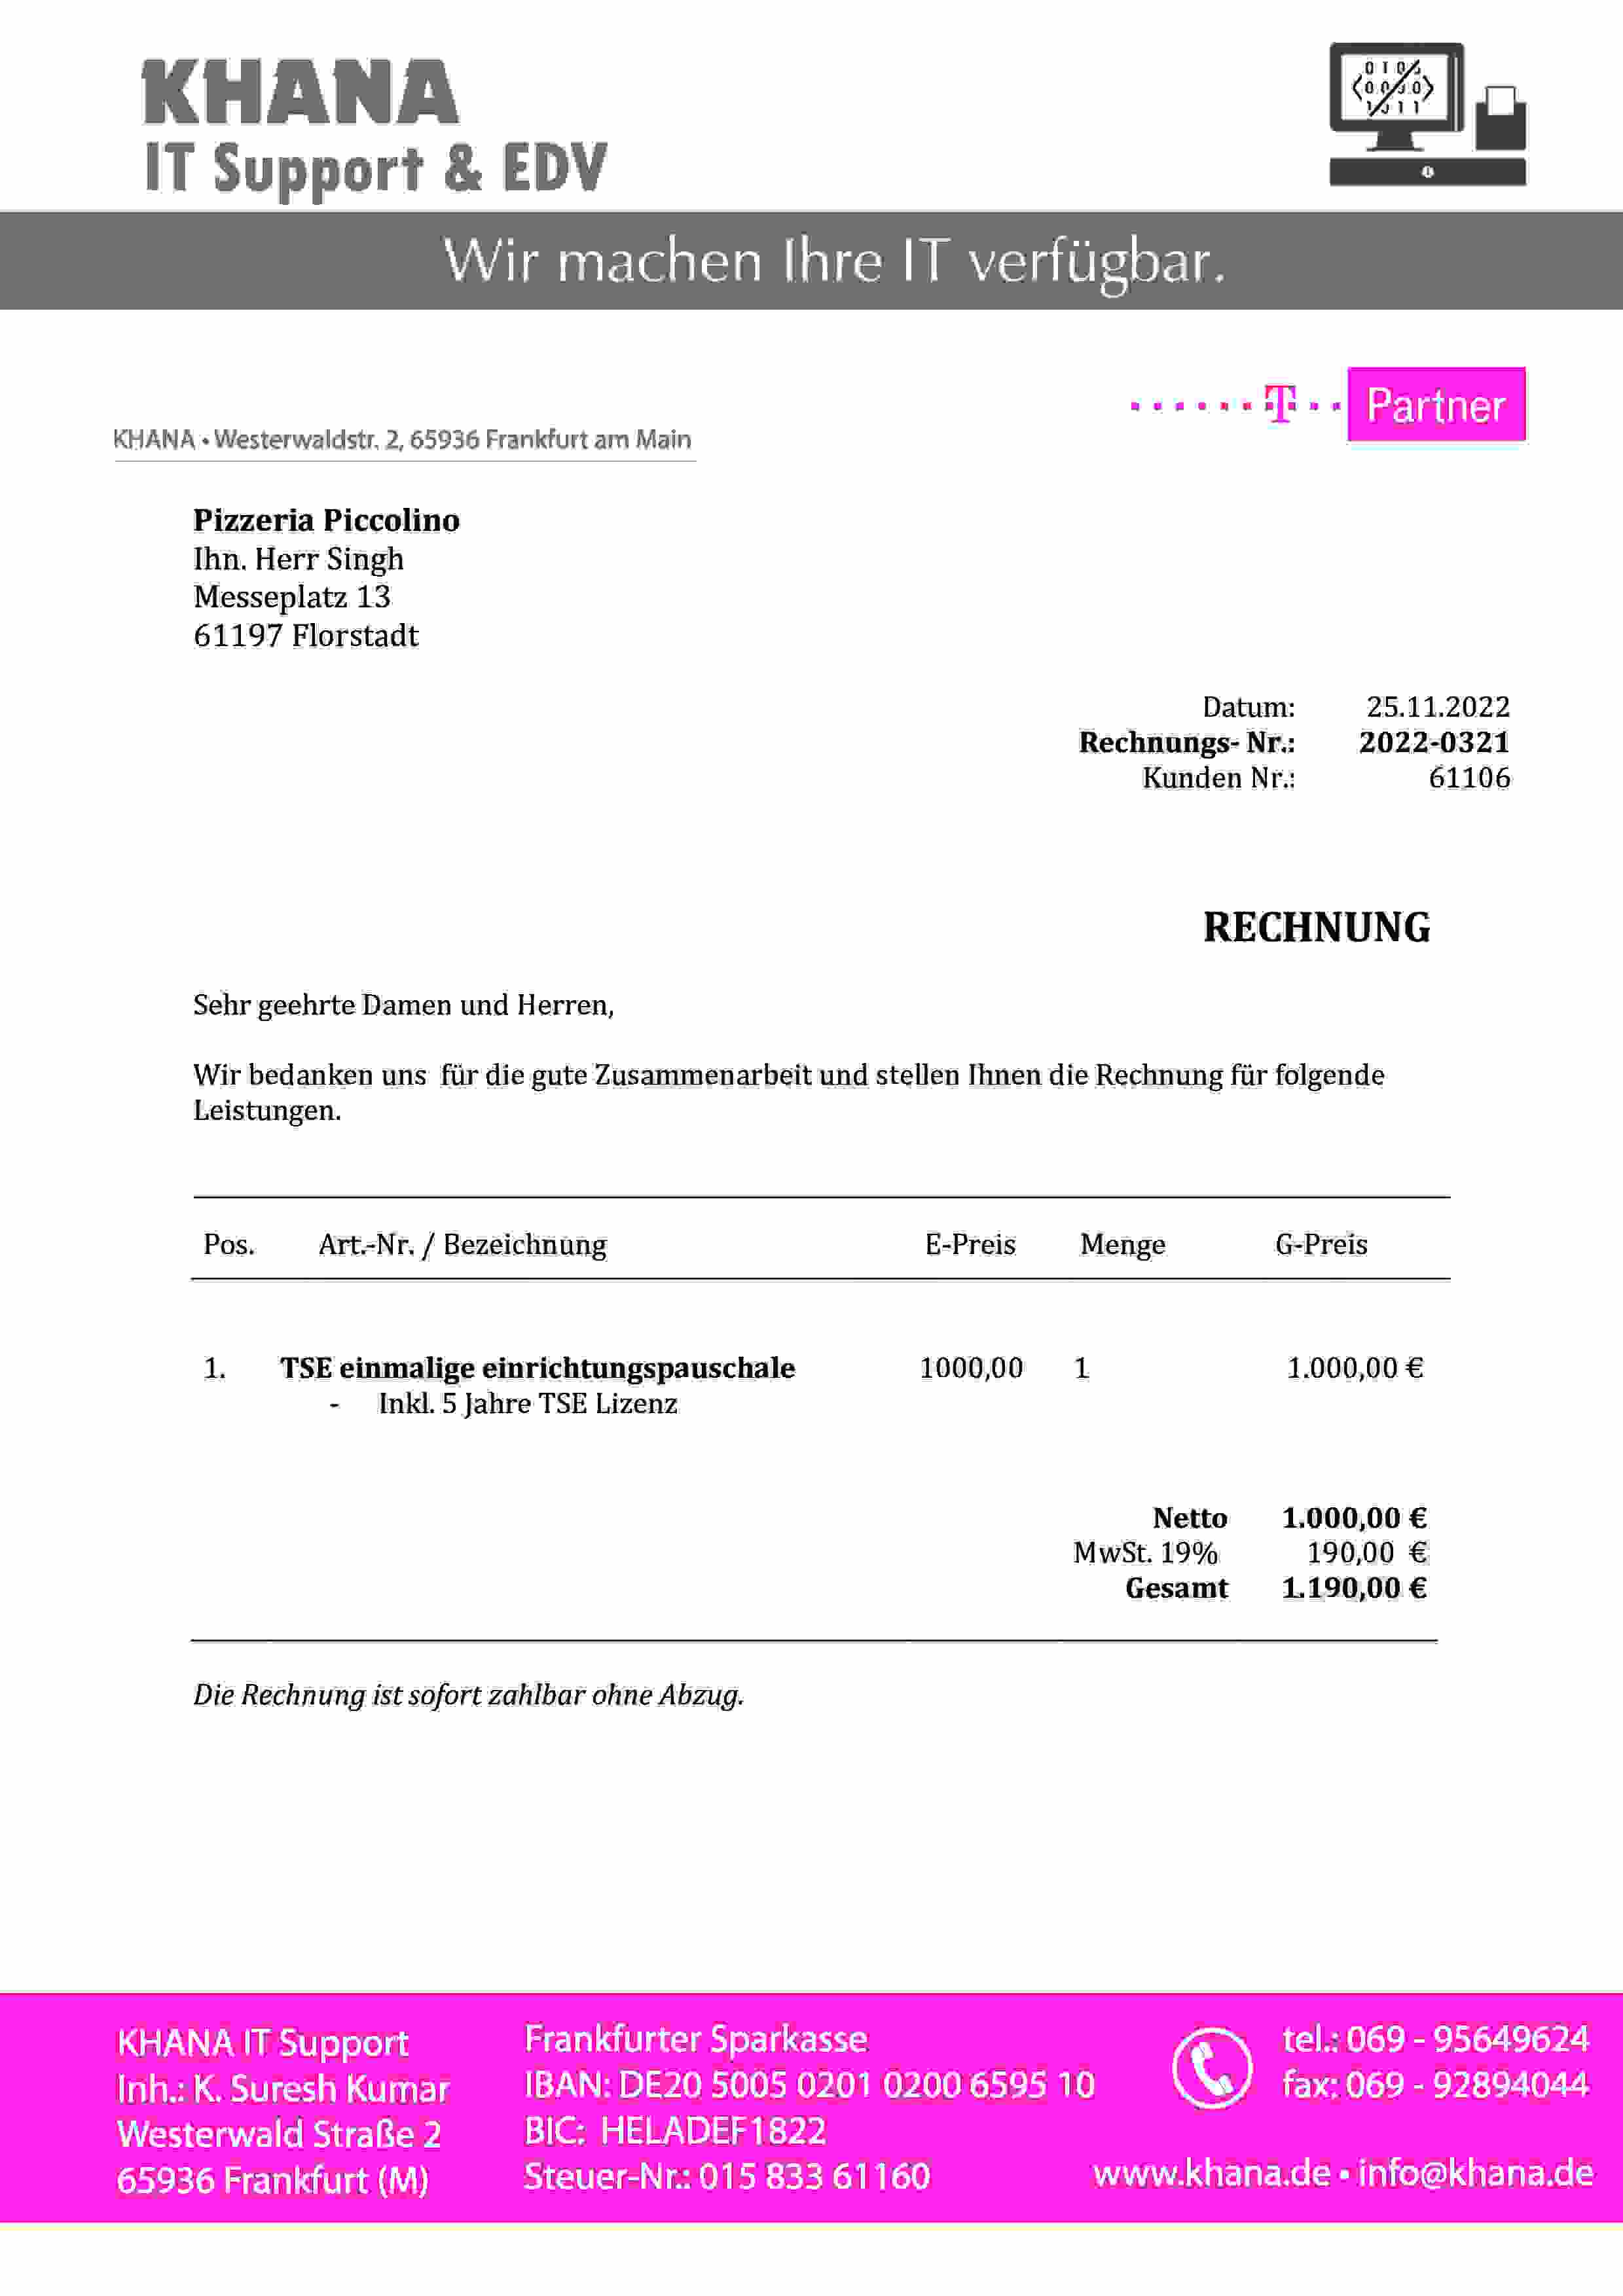 KHANA
IT Support & EDV
Wir machen Ihre IT verfügbar.
T Partner
KHANA • Westerwaldstr. 2, 65936 Frankfurt am Main
Pizzeria Piccolino
Ihn. Herr Singh
Messeplatz 13
61197 Florstadt
Datum: 25.11.2022
Rechnungs- Nr.: 2022-0321
Kunden Nr.: 61106
RECHNUNG
Sehr geehrte Damen und Herren,
Wir bedanken uns für die gute Zusammenarbeit und stellen Ihnen die Rechnung für folgende
Leistungen.
Pos. Art.-Nr. / Bezeichnung E-Preis Menge G-Preis
1. TSE einmalige einrichtungspauschale 1000,00 1 1.000,00 €
- Inkl. 5 Jahre TSE Lizenz
Netto 1.000,00 €
MwSt. 19% 190,00 €
Gesamt 1.190,00 €
Die Rechnung ist sofort zahlbar ohne Abzug.
KHANA IT Support
Inh.: K. Suresh Kumar
Westerwald Straße 2
65936 Frankfurt (M)
Frankfurter Sparkasse
IBAN: DE20 5005 0201 0200 6595 10
BIC: HELADEF1822
Steuer-Nr.: 015 833 61160
tel.: 069 - 95649624
fax: 069 - 92894044
www.khana.de • info@khana.de